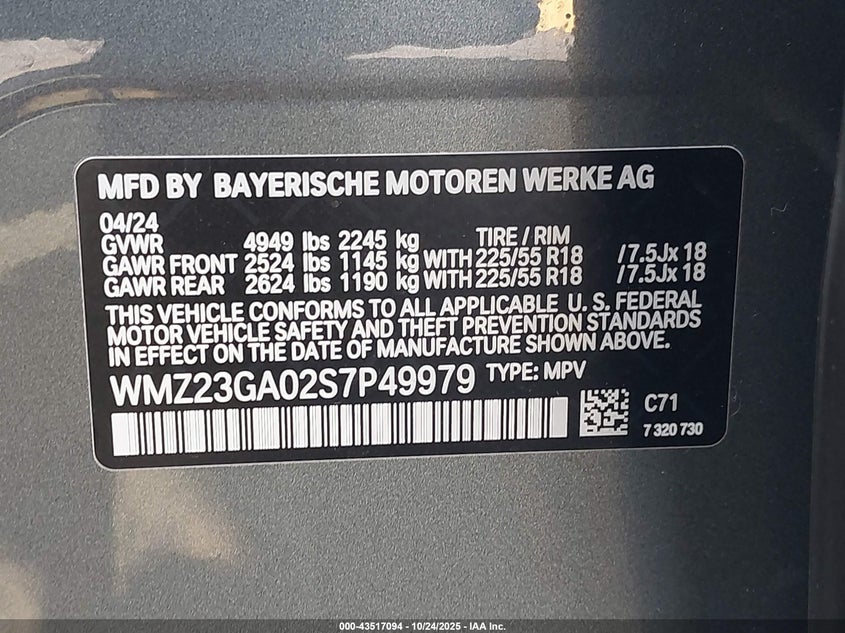 MFD BY BAYERISCHE MOTOREN WERKE AG
04/24
GVWR 4949 lbs 2245 kg TIRE / RIM
GAWR FRONT 2524 lbs 1145 kg WITH 225/55 R18 /7.5Jx 18
GAWR REAR 2624 lbs 1190 kg WITH 225/55 R18 /7.5Jx 18
THIS VEHICLE CONFORMS TO ALL APPLICABLE U. S. FEDERAL
MOTOR VEHICLE SAFETY AND THEFT PREVENTION STANDARDS
IN EFFECT ON THE DATE OF MANUFACTURE SHOWN ABOVE.
WMZ23GA02S7P49979 TYPE: MPV
C71
7 320 730
000-43517094 - 10/24/2025 - IAA Inc.